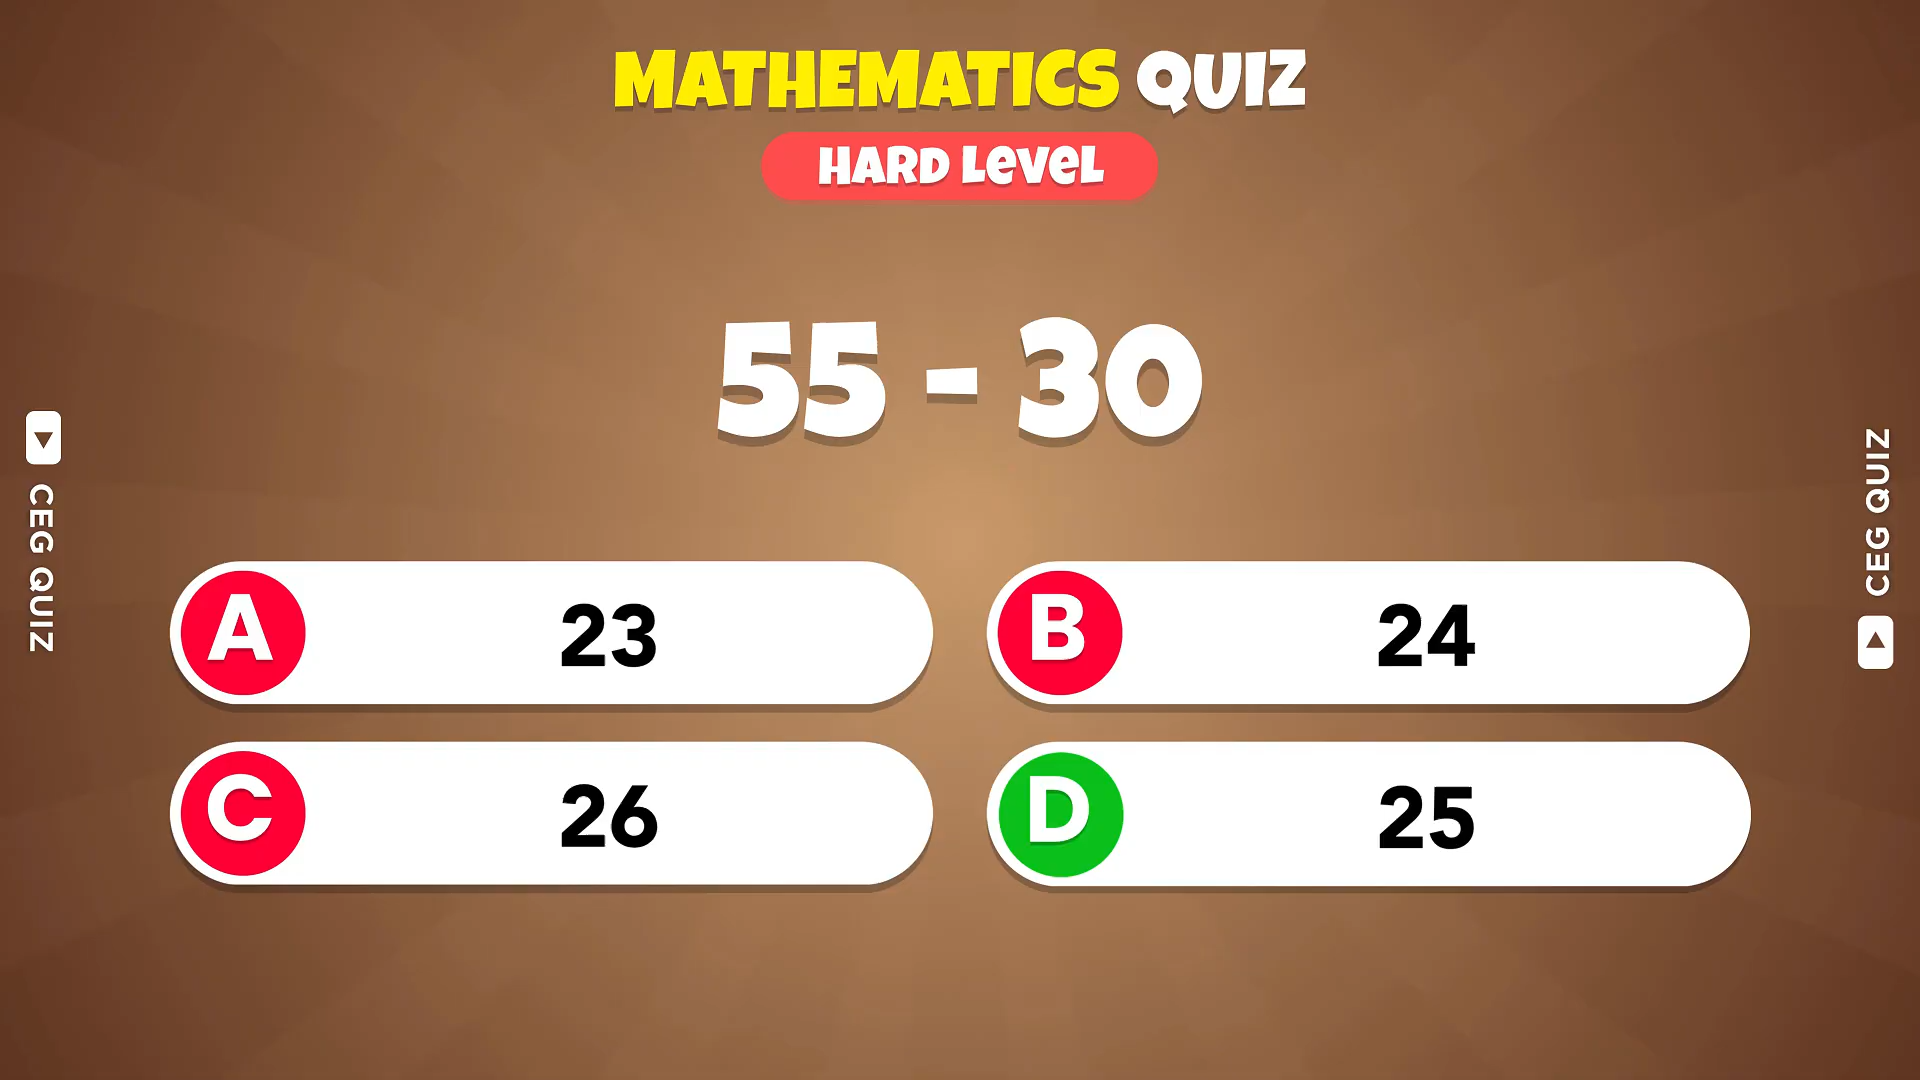 MATHEMATICS QUIZ
HARD LEVEL
55 - 30
A 23
B 24
C 26
D 25
CEG QUIZ
CEG QUIZ